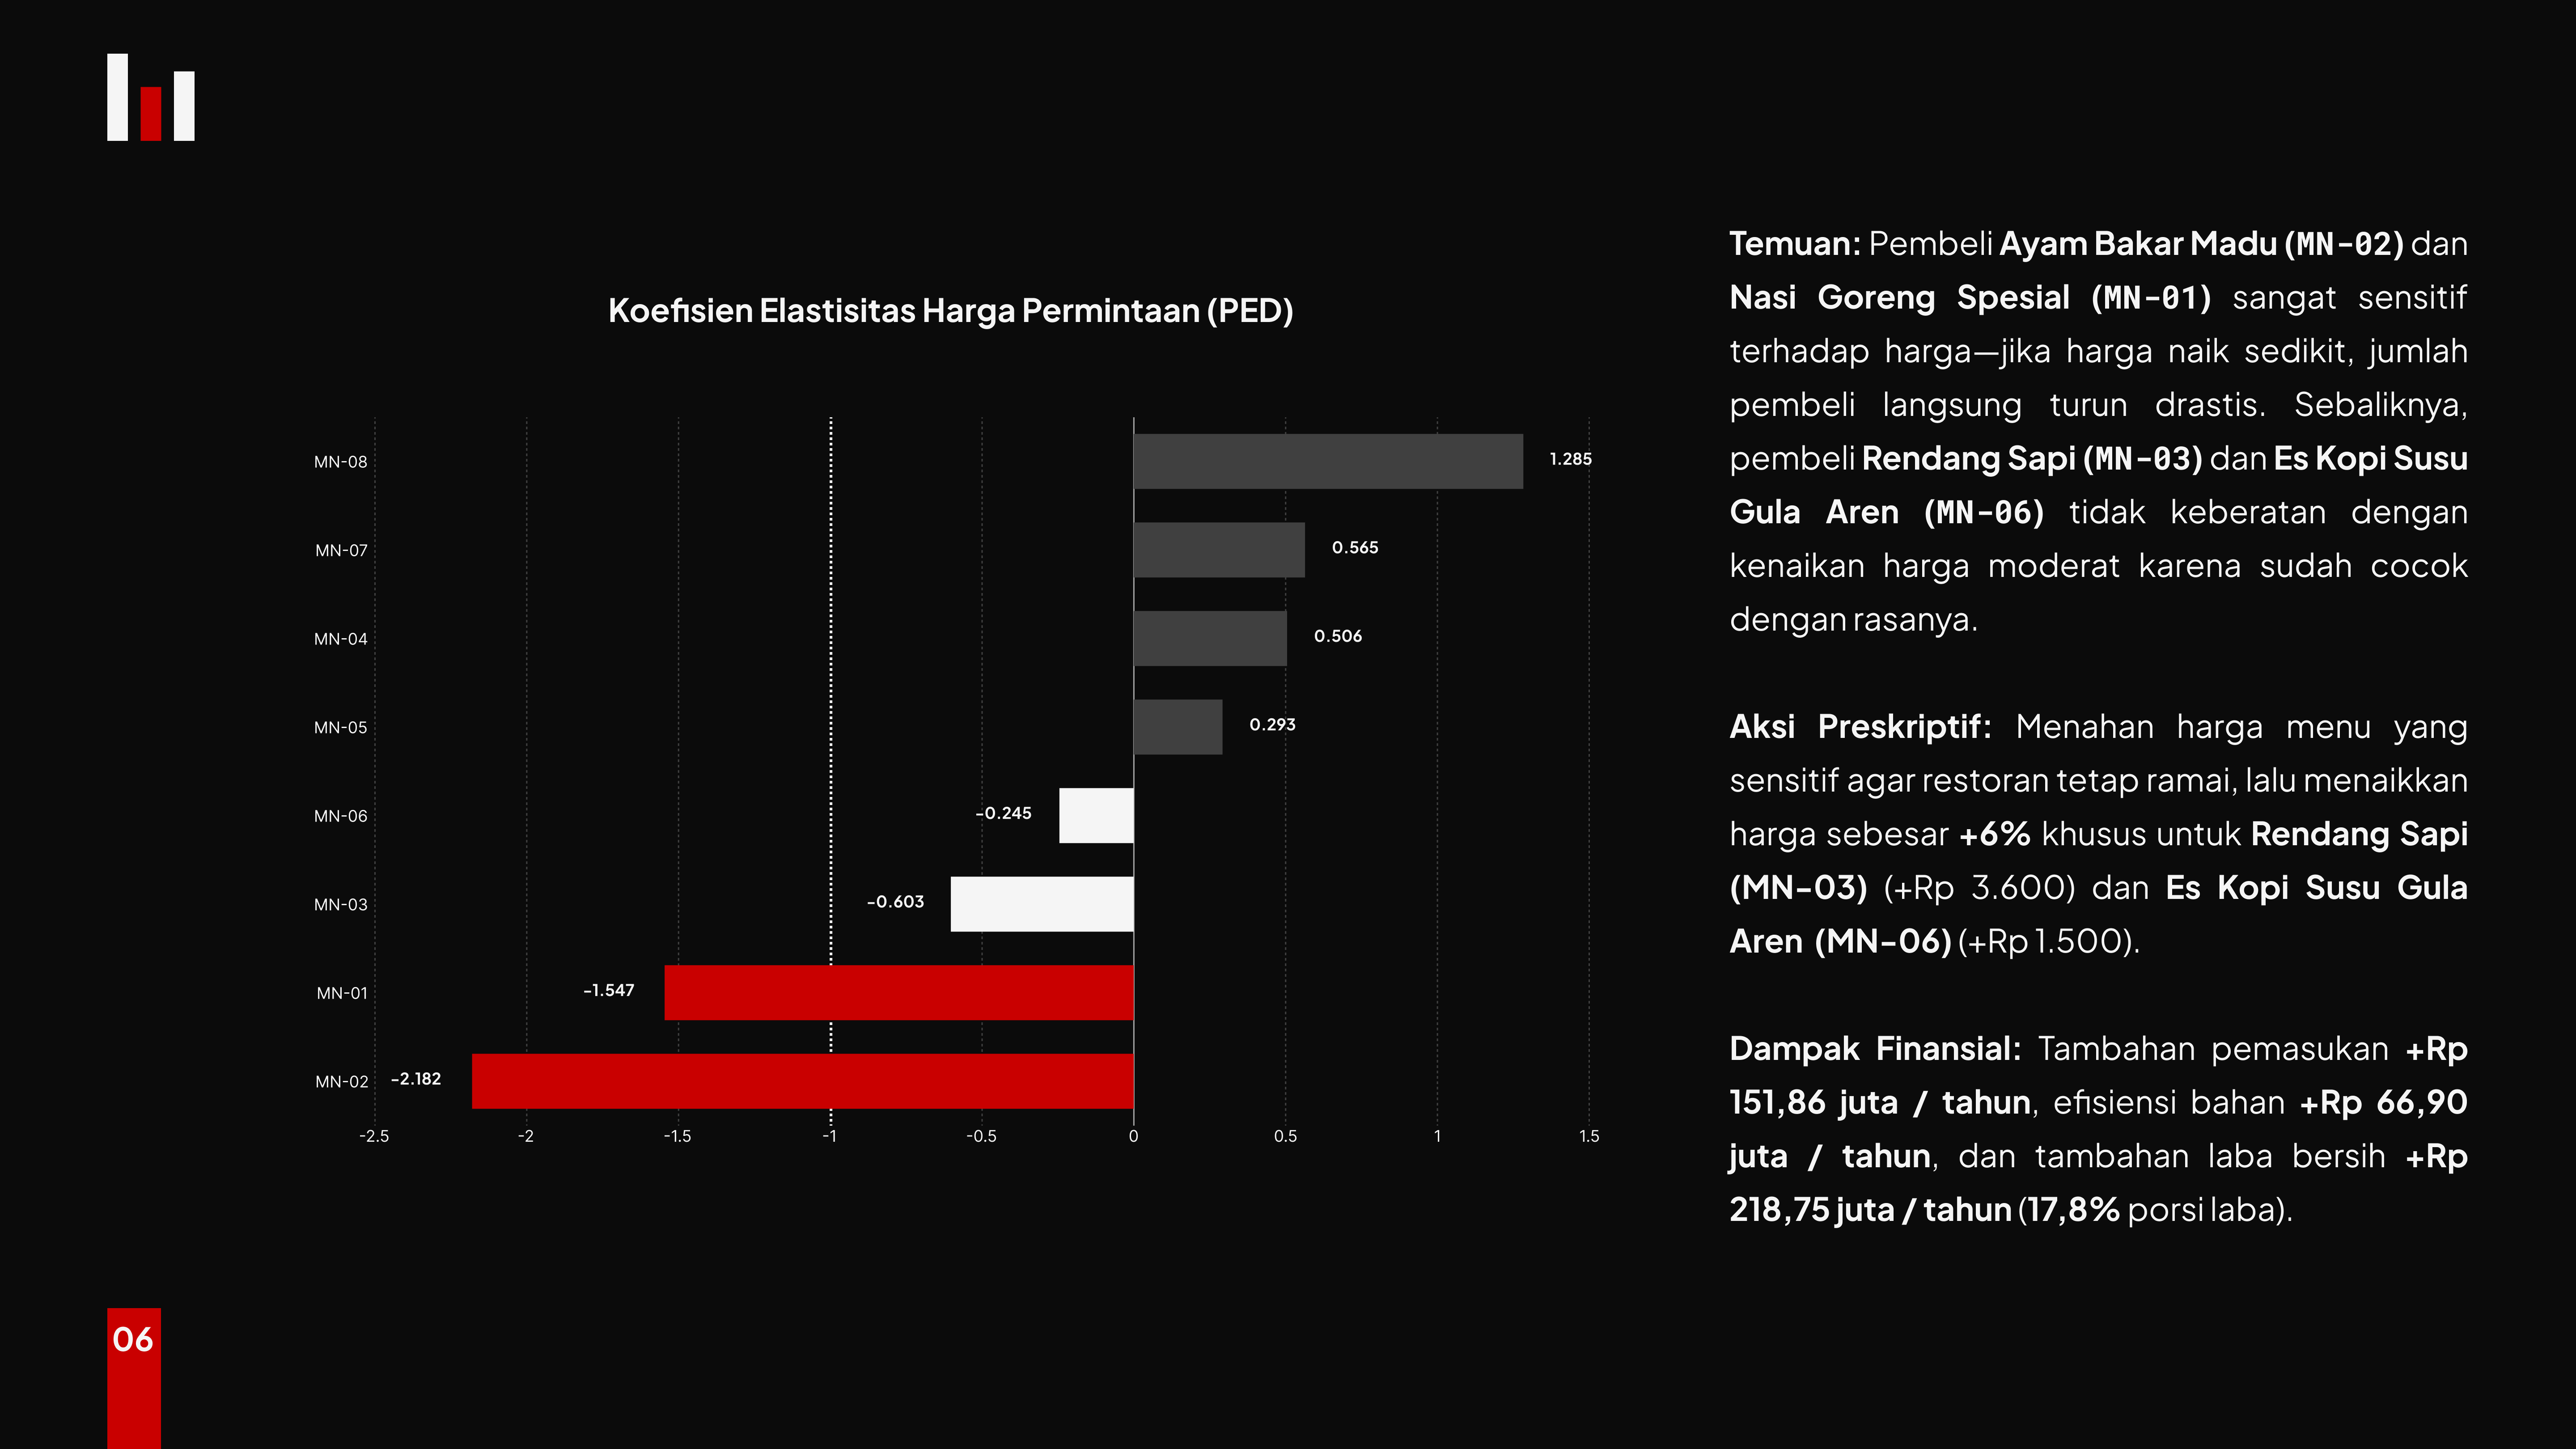 Koefisien Elastisitas Harga Permintaan (PED)
MN-08
1.285
MN-07
0.565
MN-04
0.506
MN-05
0.293
MN-06
-0.245
MN-03
-0.603
MN-01
-1.547
MN-02
-2.182
-2.5
-2
-1.5
-1
-0.5
0
0.5
1
1.5
Temuan: Pembeli Ayam Bakar Madu (MN-02) dan
Nasi Goreng Spesial (MN-01) sangat sensitif
terhadap harga—jika harga naik sedikit, jumlah
pembeli langsung turun drastis. Sebaliknya,
pembeli Rendang Sapi (MN-03) dan Es Kopi Susu
Gula Aren (MN-06) tidak keberatan dengan
kenaikan harga moderat karena sudah cocok
dengan rasanya.
Aksi Preskriptif: Menahan harga menu yang
sensitif agar restoran tetap ramai, lalu menaikkan
harga sebesar +6% khusus untuk Rendang Sapi
(MN-03) (+Rp 3.600) dan Es Kopi Susu Gula
Aren (MN-06) (+Rp 1.500).
Dampak Finansial: Tambahan pemasukan +Rp
151,86 juta / tahun, efisiensi bahan +Rp 66,90
juta / tahun, dan tambahan laba bersih +Rp
218,75 juta / tahun (17,8% porsi laba).
06